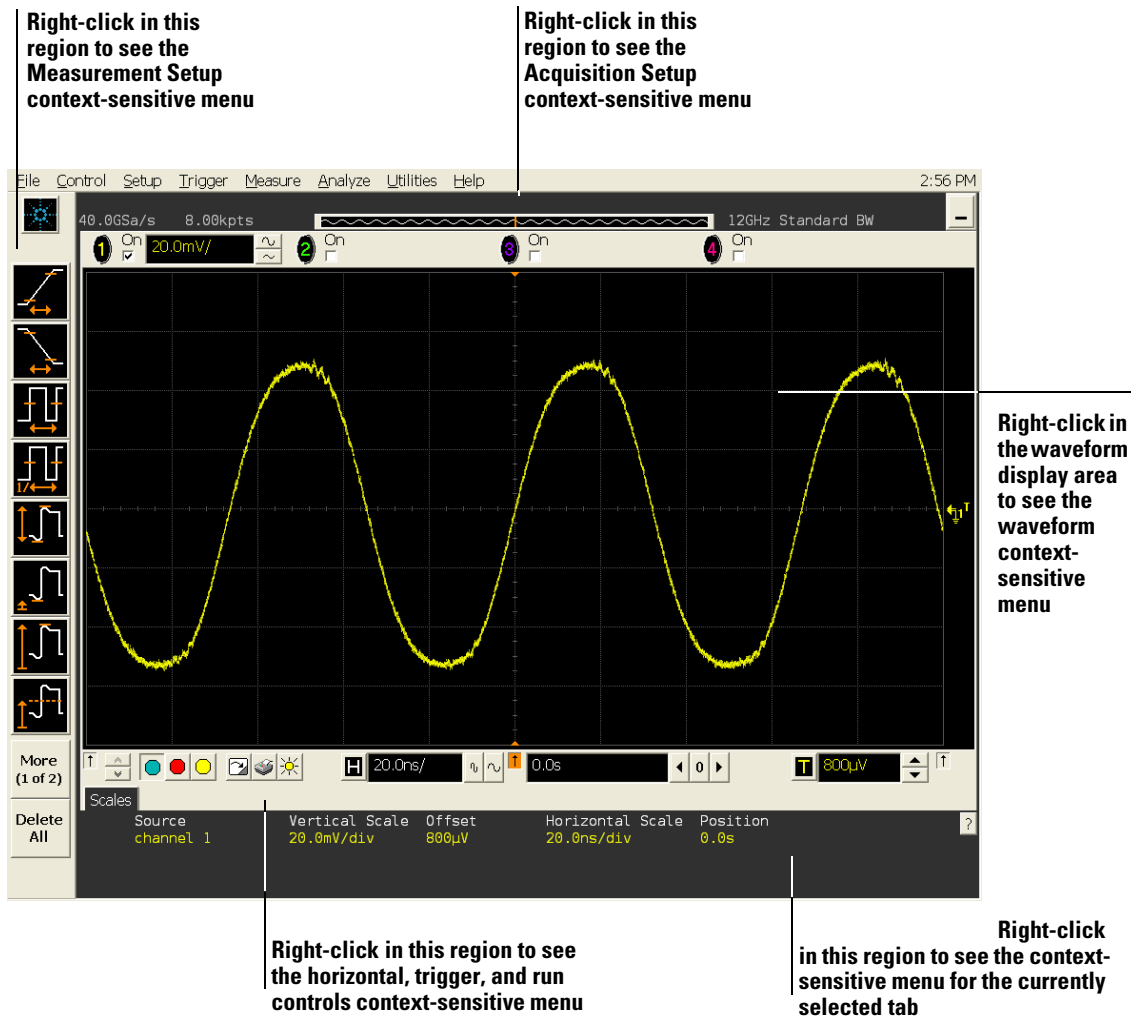 Right-click in this
region to see the
Measurement Setup
context-sensitive menu
Right-click in this
region to see the
Acquisition Setup
context-sensitive menu
File Control Setup Trigger Measure Analyze Utilities Help 2:56 PM
40.0GSa/s 8.00kpts 12GHz Standard BW
1 On 20.0mV/ 2 On 3 On 4 On
Right-click in
the waveform
display area
to see the
waveform
context-
sensitive
menu
1 T
1/
More
(1 of 2)
H 20.0ns/ 0.0s 0 T 800µV
Delete
All
Scales
Source Vertical Scale Offset Horizontal Scale Position ?
channel 1 20.0mV/div 800µV 20.0ns/div 0.0s
Right-click in this region to see
the horizontal, trigger, and run
controls context-sensitive menu
Right-click
in this region to see the context-
sensitive menu for the currently
selected tab